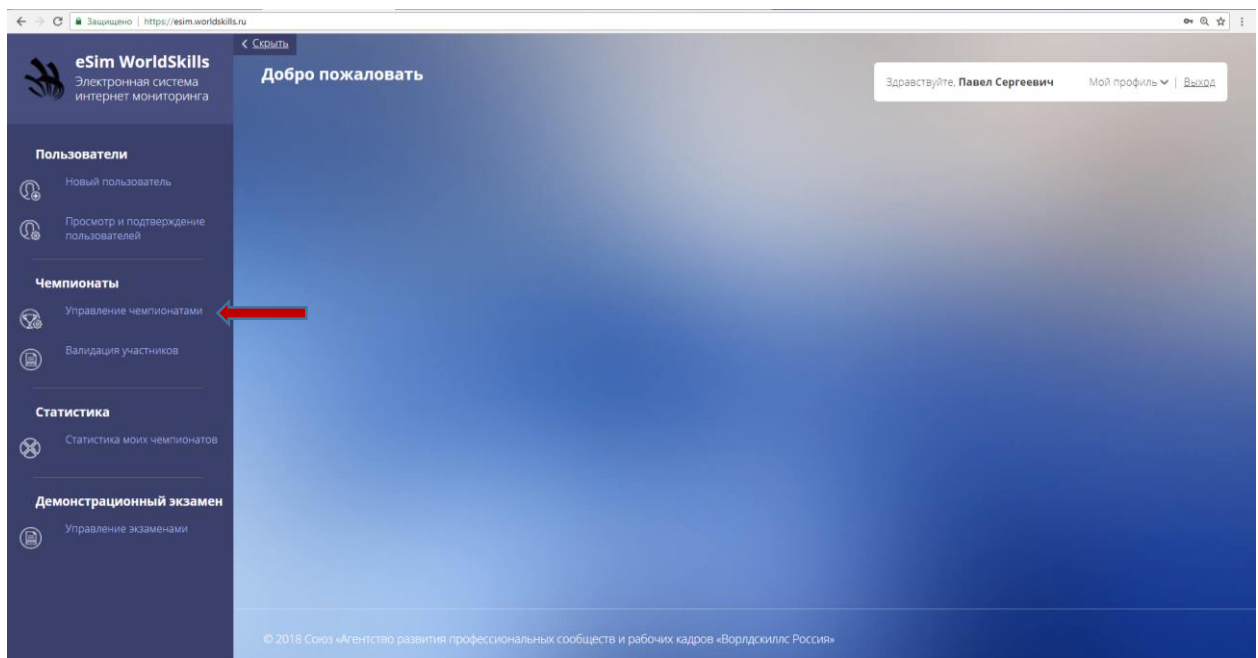 Защищено | https://esim.worldskills.ru
eSim WorldSkills
Электронная система
интернет мониторинга
Скрыть
Добро пожаловать
Здравствуйте, Павел Сергеевич Мой профиль | Выход
Пользователи
Новый пользователь
Просмотр и подтверждение
пользователей
Чемпионаты
Управление чемпионатами
Валидация участников
Статистика
Статистика моих чемпионатов
Демонстрационный экзамен
Управление экзаменами
© 2018 Союз «Агентство развития профессиональных сообществ и рабочих кадров «Ворлдскиллс Россия»